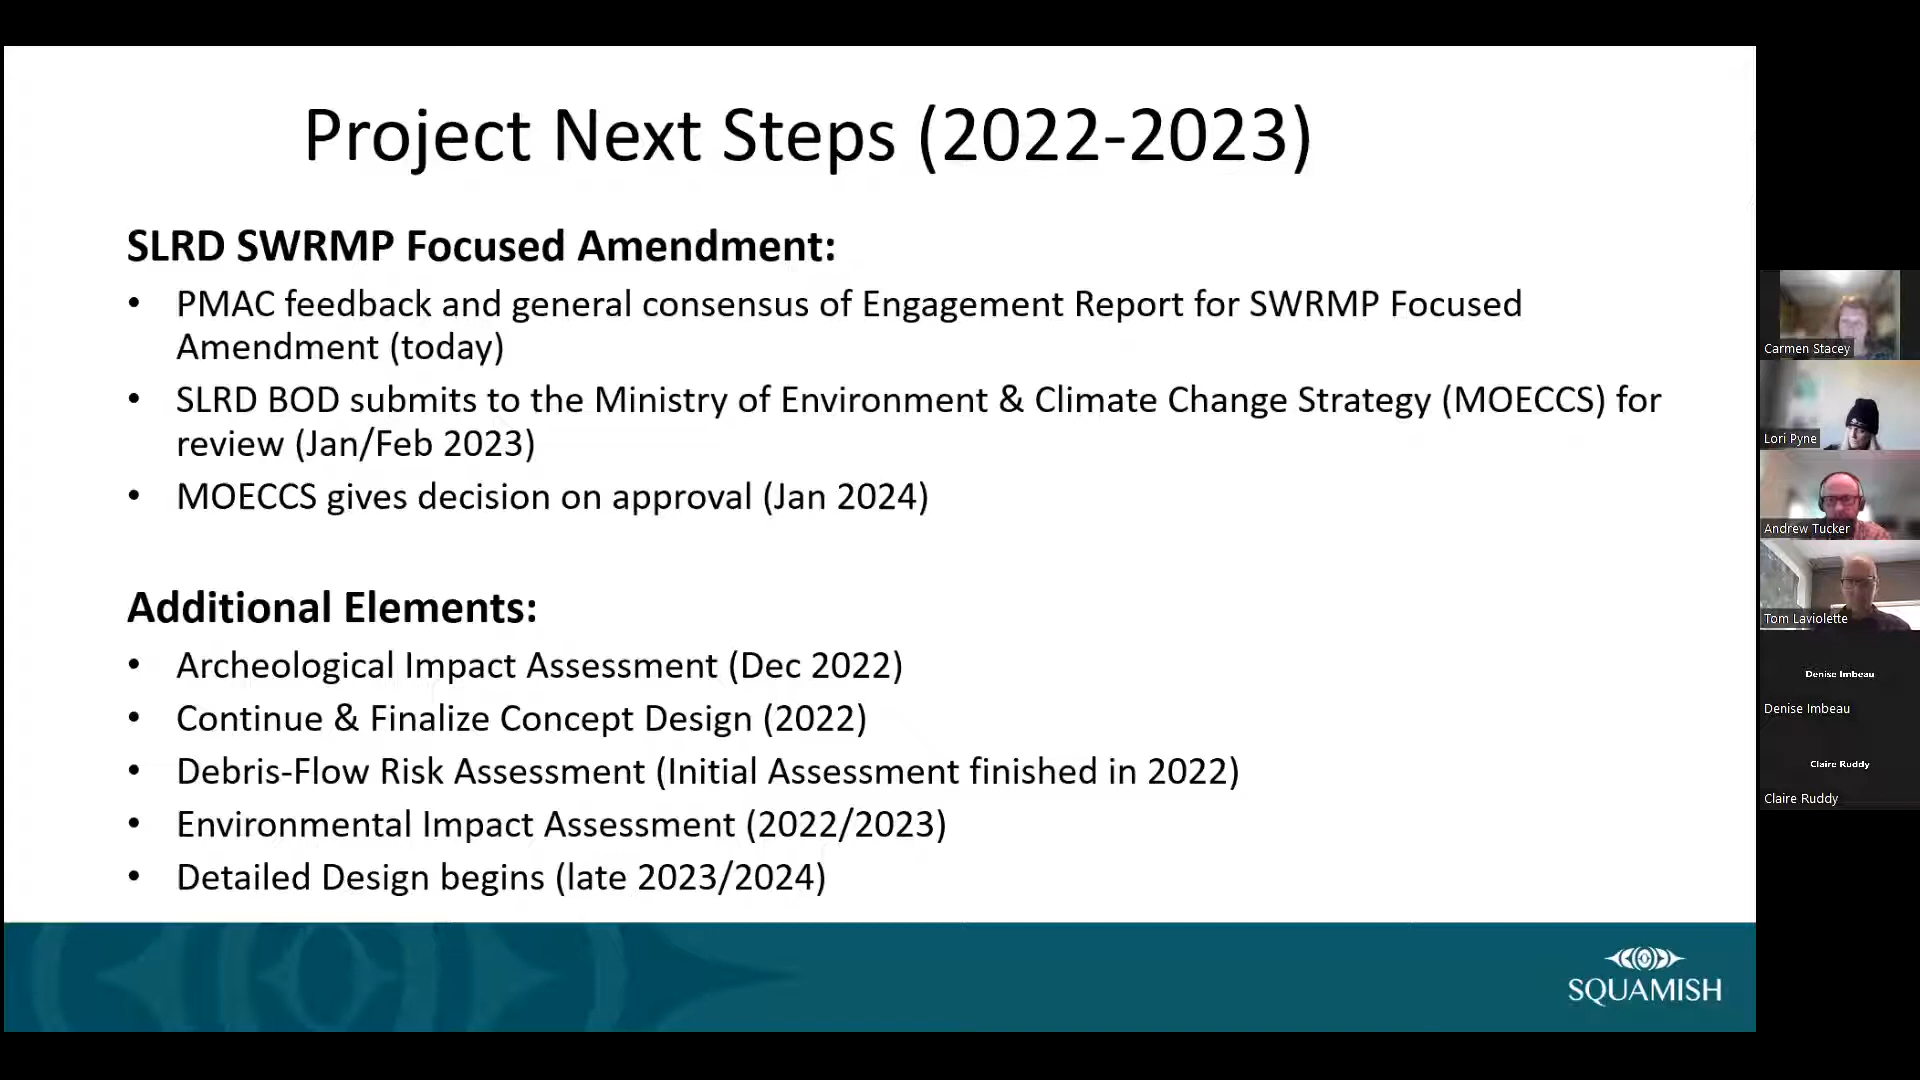 Project Next Steps (2022-2023)
SLRD SWRMP Focused Amendment:
• PMAC feedback and general consensus of Engagement Report for SWRMP Focused
Amendment (today)
• SLRD BOD submits to the Ministry of Environment & Climate Change Strategy (MOECCS) for
review (Jan/Feb 2023)
• MOECCS gives decision on approval (Jan 2024)
Additional Elements:
• Archeological Impact Assessment (Dec 2022)
• Continue & Finalize Concept Design (2022)
• Debris-Flow Risk Assessment (Initial Assessment finished in 2022)
• Environmental Impact Assessment (2022/2023)
• Detailed Design begins (late 2023/2024)
SQUAMISH
Carmen Stacey
Lori Pyne
Andrew Tucker
Tom Laviolette
Denise Imbeau
Denise Imbeau
Claire Ruddy
Claire Ruddy